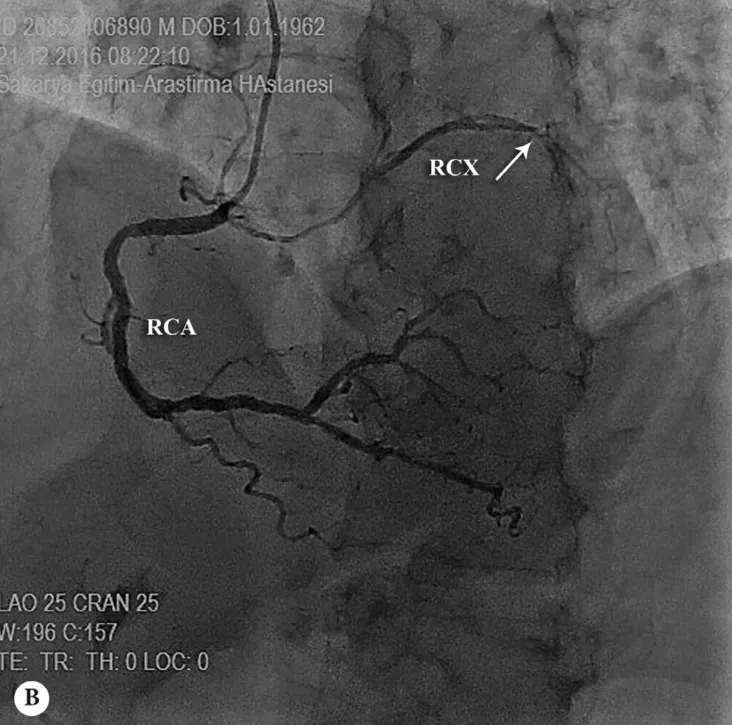 ID 26852406890 M DOB:1.01.1962
21.12.2016 08:22:10
Sakarya Egitim-Arastirma HAstanesi
RCX
RCA
LAO 25 CRAN 25
W:196 C:157
TE: TR: TH: 0 LOC: 0
B